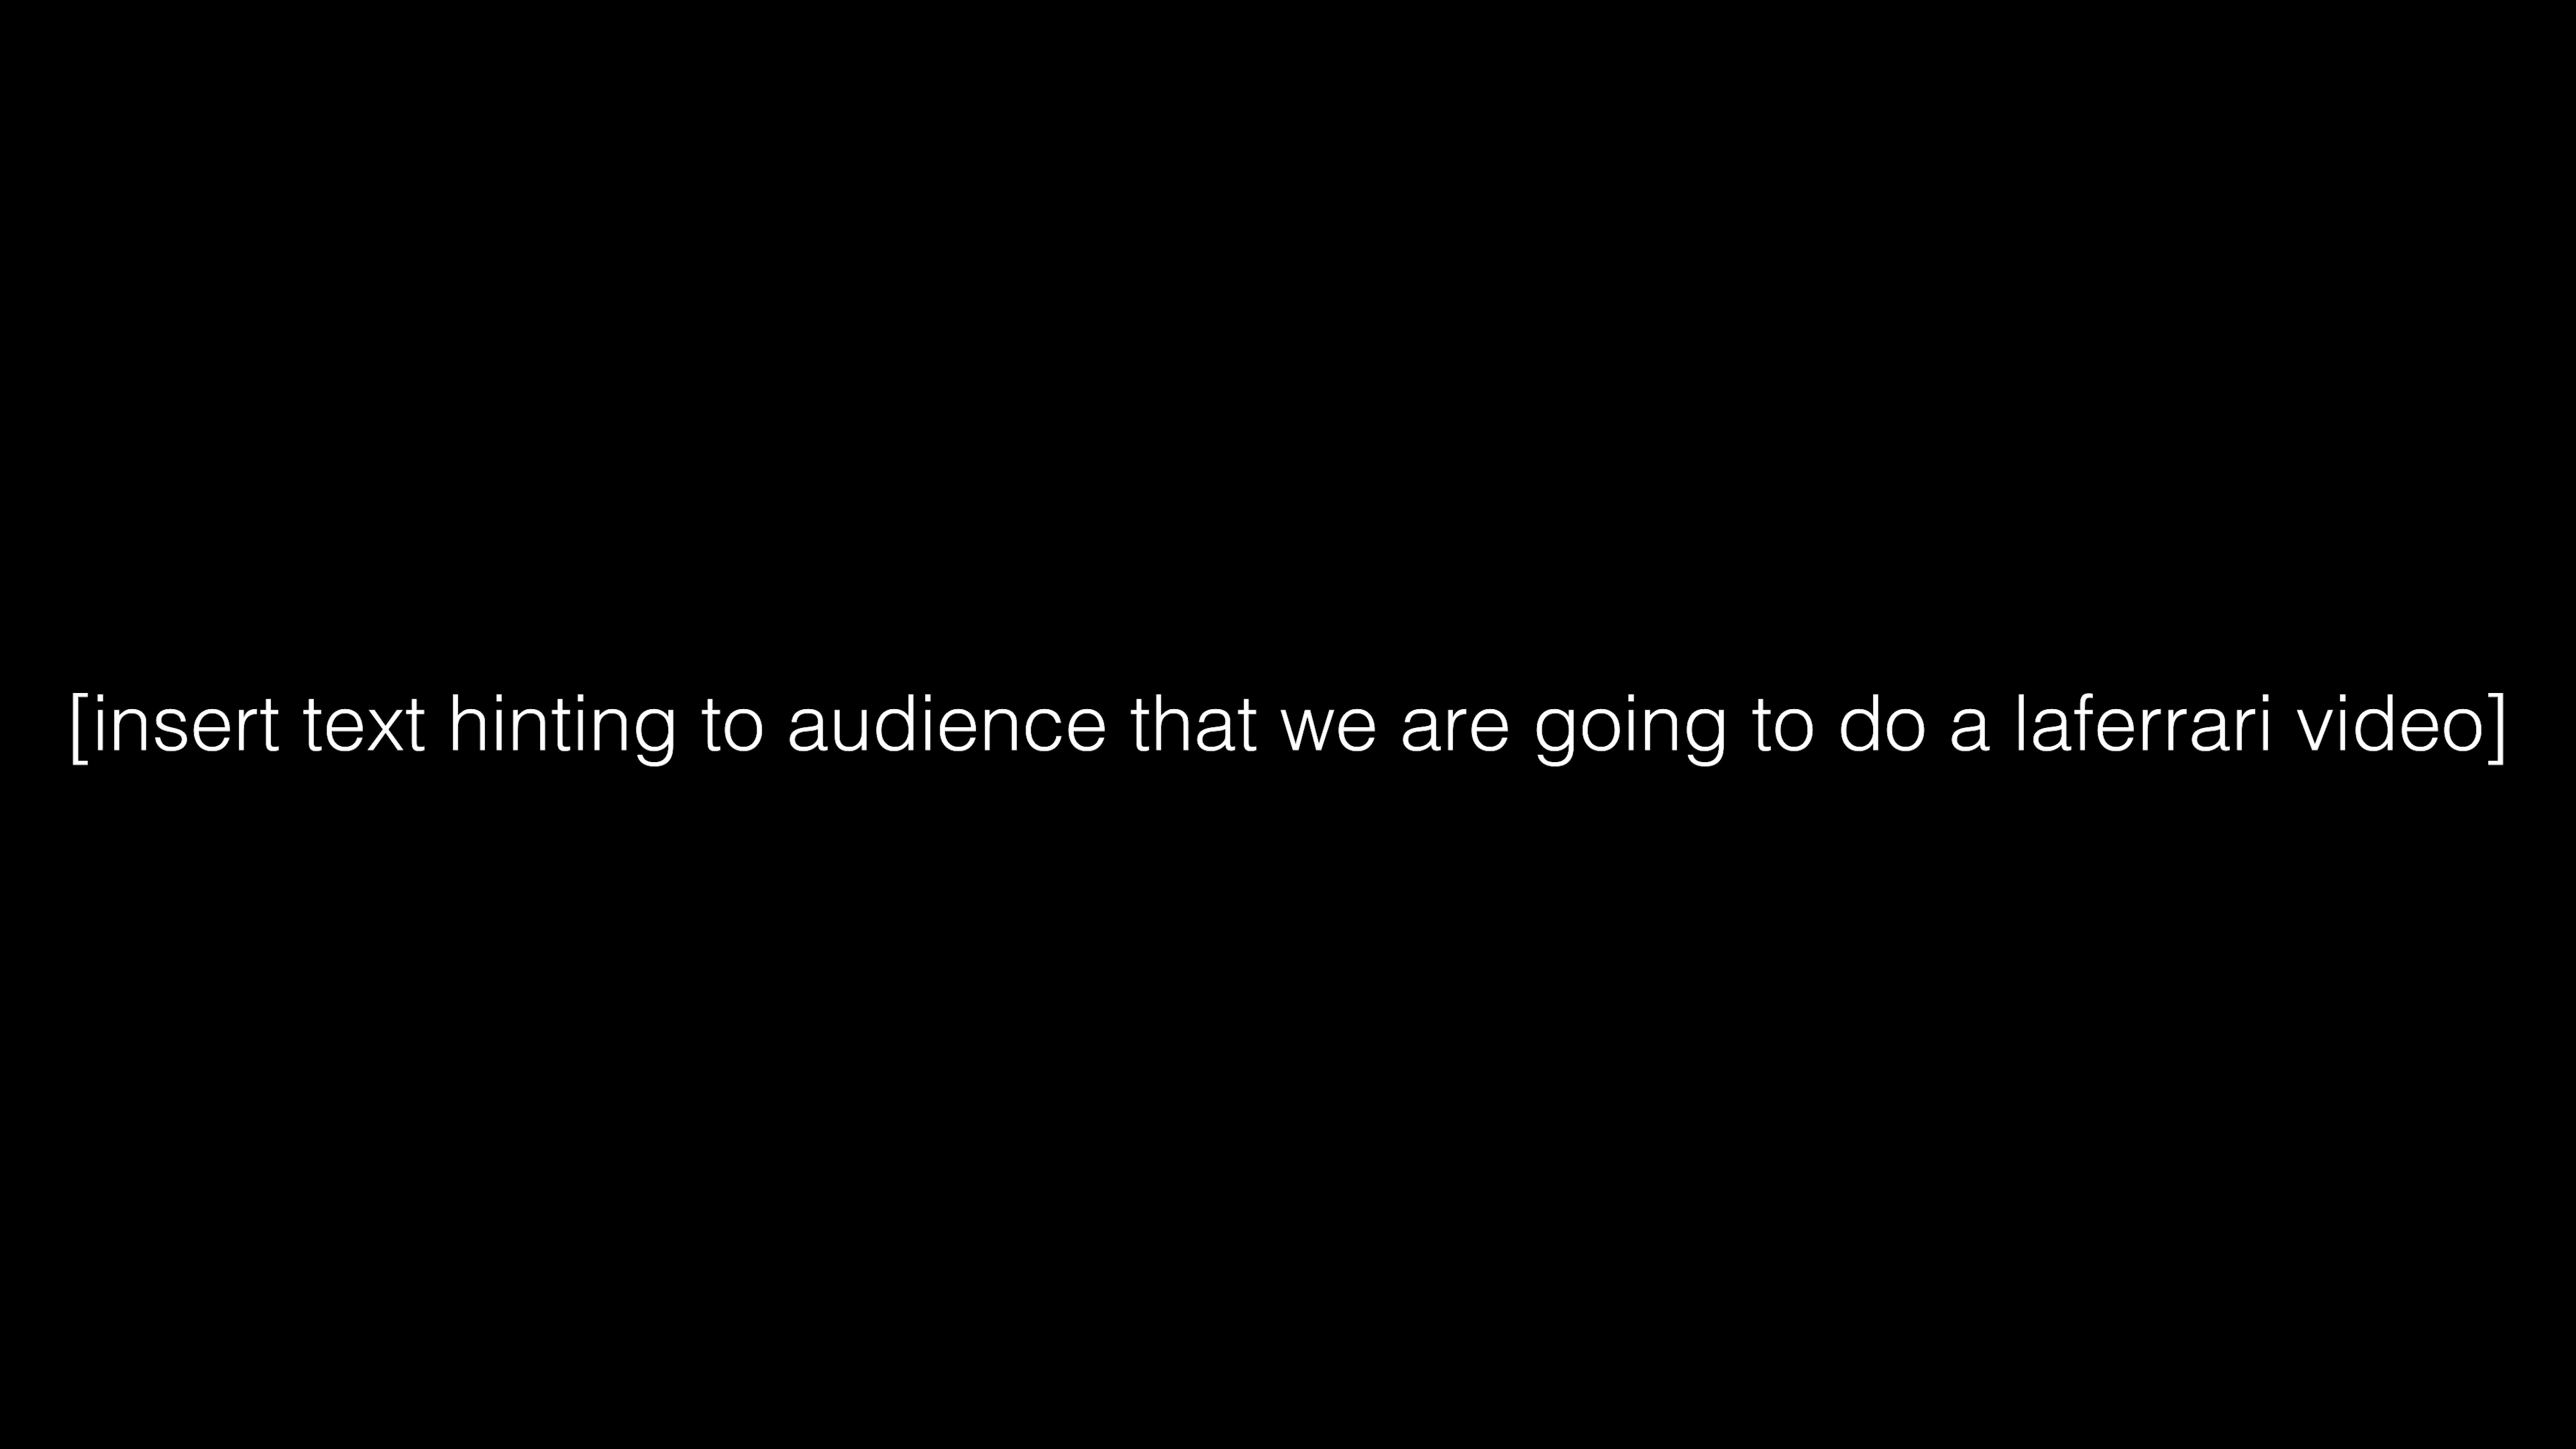 [insert text hinting to audience that we are going to do a laferrari video]